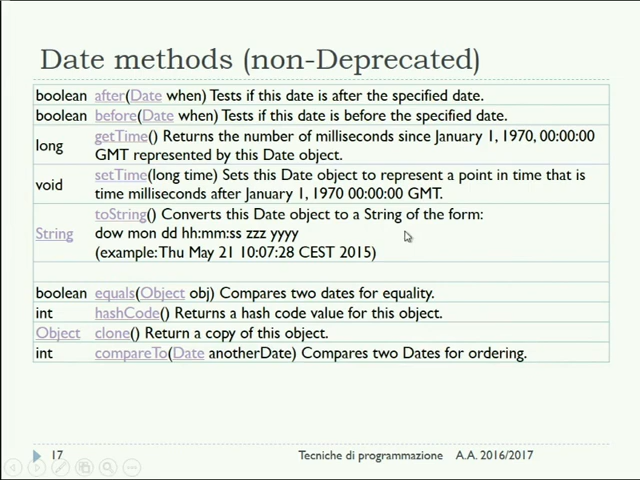 Date methods (non-Deprecated)
boolean after(Date when) Tests if this date is after the specified date.
boolean before(Date when) Tests if this date is before the specified date.
long getTime() Returns the number of milliseconds since January 1, 1970, 00:00:00
GMT represented by this Date object.
void setTime(long time) Sets this Date object to represent a point in time that is
time milliseconds after January 1, 1970 00:00:00 GMT.
String toString() Converts this Date object to a String of the form:
dow mon dd hh:mm:ss zzz yyyy
(example: Thu May 21 10:07:28 CEST 2015)
boolean equals(Object obj) Compares two dates for equality.
int hashCode() Returns a hash code value for this object.
Object clone() Return a copy of this object.
int compareTo(Date anotherDate) Compares two Dates for ordering.
17 Tecniche di programmazione A.A. 2016/2017